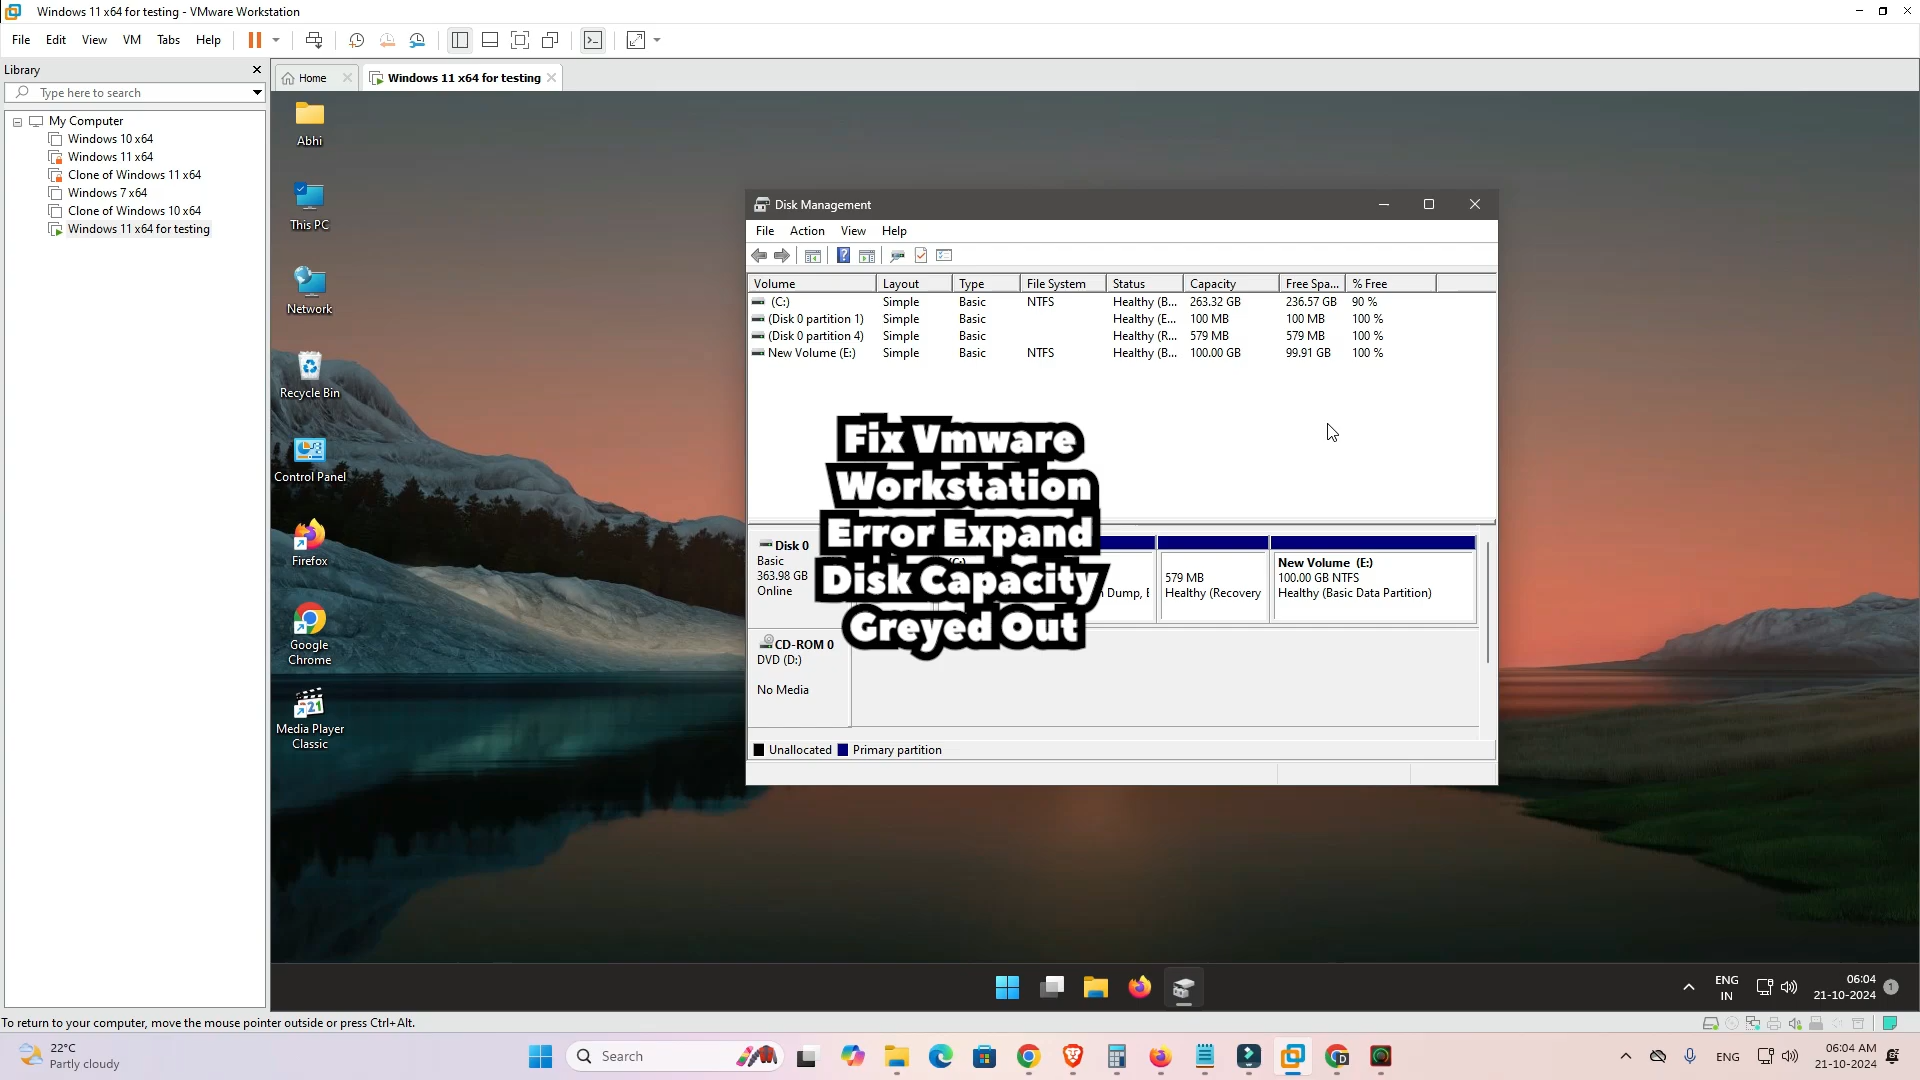 Windows 11 x64 for testing - VMware Workstation
File Edit View VM Tabs Help
Library
Type here to search
My Computer
Windows 10 x64
Windows 11 x64
Clone of Windows 11 x64
Windows 7 x64
Clone of Windows 10 x64
Windows 11 x64 for testing
Home
Windows 11 x64 for testing
Abhi
This PC
Network
Recycle Bin
Control Panel
Firefox
Google
Chrome
Media Player
Classic
Disk Management
File Action View Help
Volume Layout Type File System Status Capacity Free Spa... % Free
(C:) Simple Basic NTFS Healthy (B... 263.32 GB 236.57 GB 90 %
(Disk 0 partition 1) Simple Basic Healthy (E... 100 MB 100 MB 100 %
(Disk 0 partition 4) Simple Basic Healthy (R... 579 MB 579 MB 100 %
New Volume (E:) Simple Basic NTFS Healthy (B... 100.00 GB 99.91 GB 100 %
Fix Vmware
Workstation
Error Expand
Disk Capacity
Greyed Out
Disk 0
Basic
363.98 GB
Online
Dump, E
579 MB
Healthy (Recovery
New Volume (E:)
100.00 GB NTFS
Healthy (Basic Data Partition)
CD-ROM 0
DVD (D:)
No Media
Unallocated Primary partition
ENG
IN
06:04
21-10-2024
1
To return to your computer, move the mouse pointer outside or press Ctrl+Alt.
22°C
Partly cloudy
Search
ENG
06:04 AM
21-10-2024